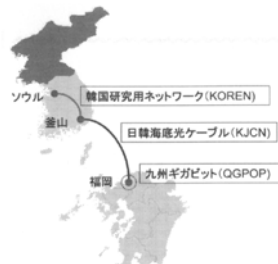 ソウル
韓国研究用ネットワーク(KOREN)
釜山
日韓海底光ケーブル(KJCN)
福岡
九州ギガビット(QGPOP)